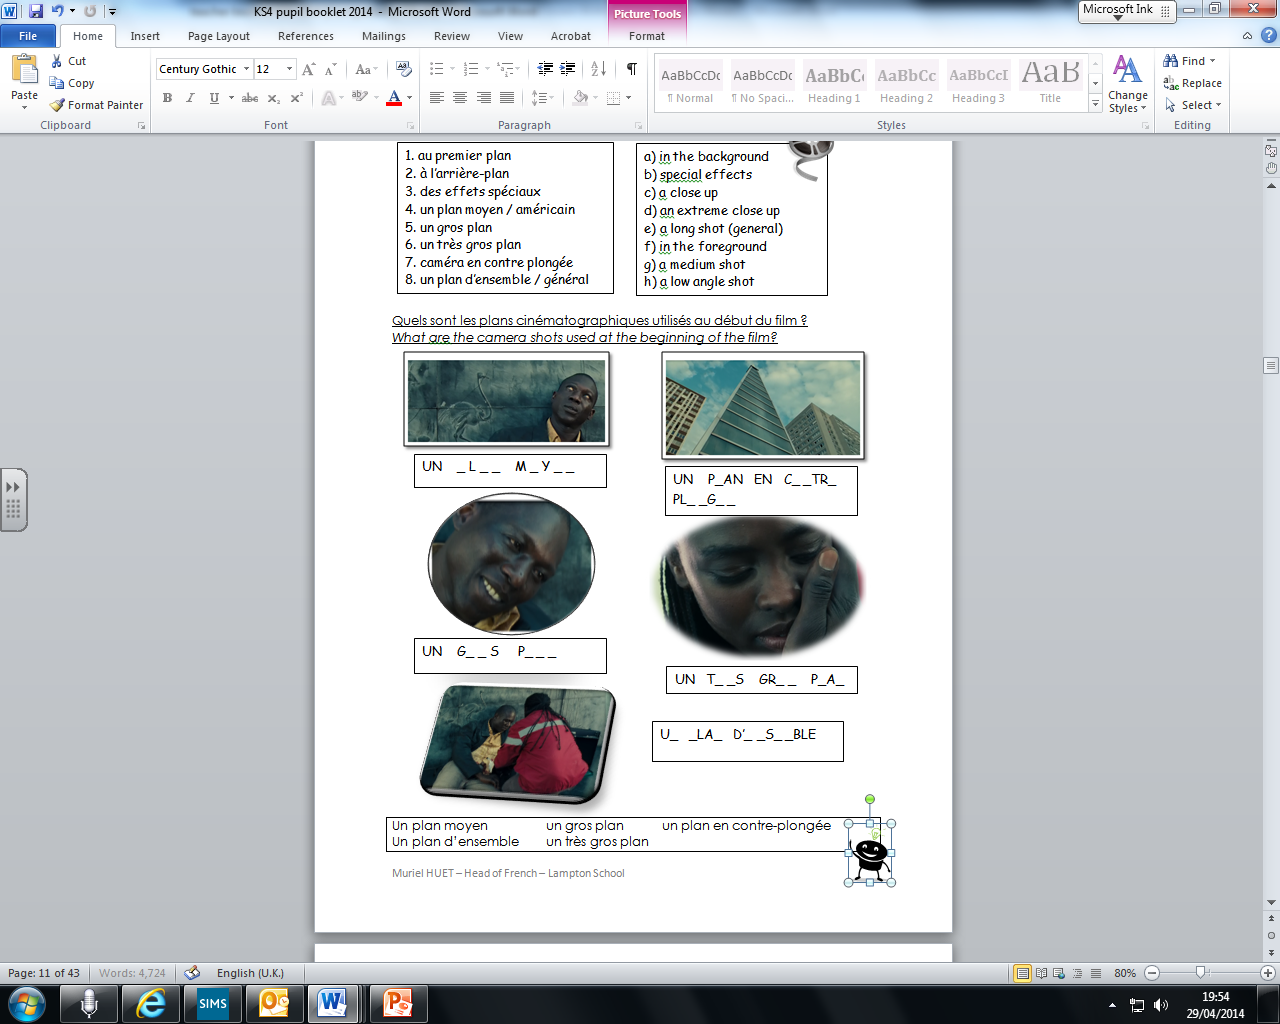 KS4 pupil booklet 2014 - Microsoft Word
Picture Tools
Microsoft Ink
File Home Insert Page Layout References Mailings Review View Acrobat Format
Paste
Cut
Copy
Format Painter
Clipboard
Century Gothic 12
Font
Paragraph
AaBbCcDc AaBbCcDc AaBbCc AaBbCc AaBbCcI AaB
¶ Normal ¶ No Spaci... Heading 1 Heading 2 Heading 3 Title
Change Styles
Styles
Find
Replace
Select
Editing
1. au premier plan
2. à l'arrière-plan
3. des effets spéciaux
4. un plan moyen / américain
5. un gros plan
6. un très gros plan
7. caméra en contre plongée
8. un plan d'ensemble / général
a) in the background
b) special effects
c) a close up
d) an extreme close up
e) a long shot (general)
f) in the foreground
g) a medium shot
h) a low angle shot
Quels sont les plans cinématographiques utilisés au début du film ?
What are the camera shots used at the beginning of the film?
UN _ L _ _ M _ Y _ _
UN P_AN EN C_ _TR_
PL_ _G_ _
UN G_ _ S P_ _ _
UN T_ _S GR_ _ P_A_
U_ _LA_ D'_ _S_ _BLE
Un plan moyen un gros plan un plan en contre-plongée
Un plan d'ensemble un très gros plan
Muriel HUET – Head of French – Lampton School
Page: 11 of 43 Words: 4,724 English (U.K.) 80%
SIMS
19:54
29/04/2014